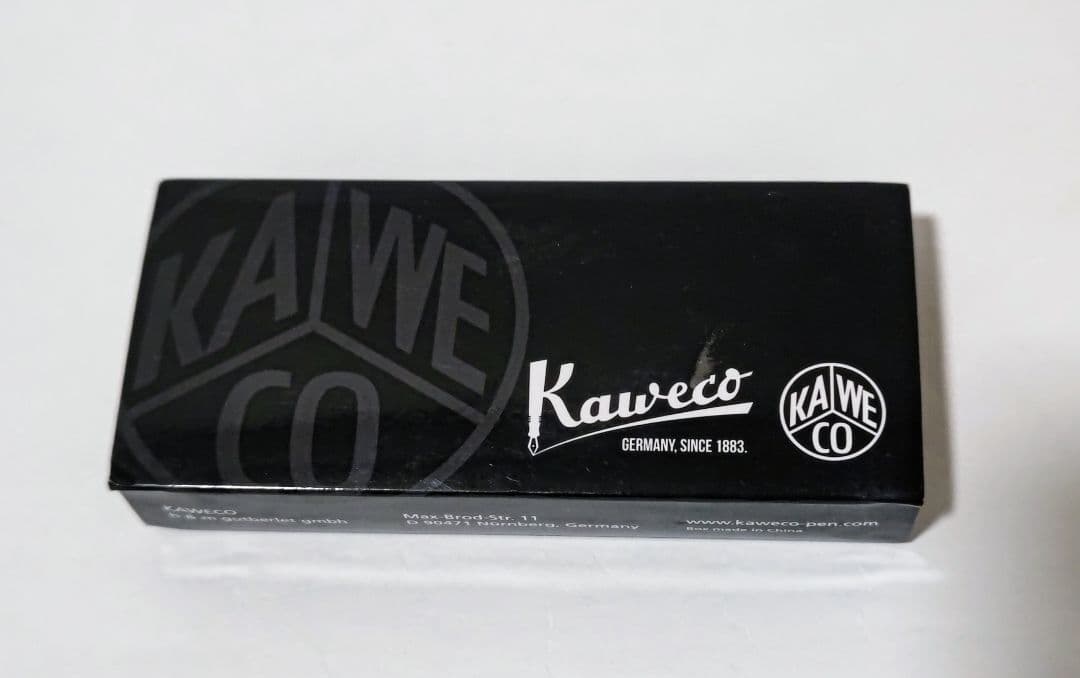 KAWECO
Kaweco
GERMANY, SINCE 1883.
KAWECO
KAWECO
h & m gutberlet gmbh
Max-Brod-Str. 11
D 90471 Nürnberg, Germany
www.kaweco-pen.com
Box made in China